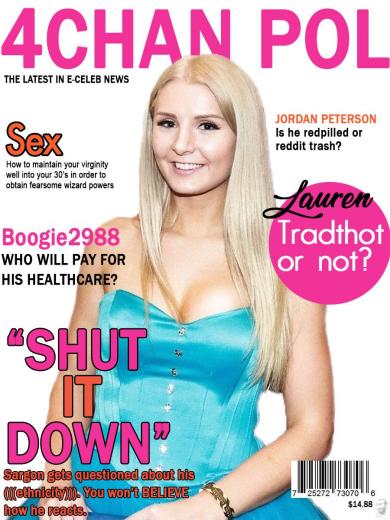 4CHAN POL
THE LATEST IN E-CELEB NEWS
Sex
How to maintain your virginity
well into your 30's in order to
obtain fearsome wizard powers
JORDAN PETERSON
Is he redpilled or
reddit trash?
Lauren
Tradthot
or not?
Boogie2988
WHO WILL PAY FOR
HIS HEALTHCARE?
"SHUT
IT
DOWN"
Sargon gets questioned about his
(((ethnicity))). You won't BELIEVE
how he reacts.
7 25272 73070 6
$14.88